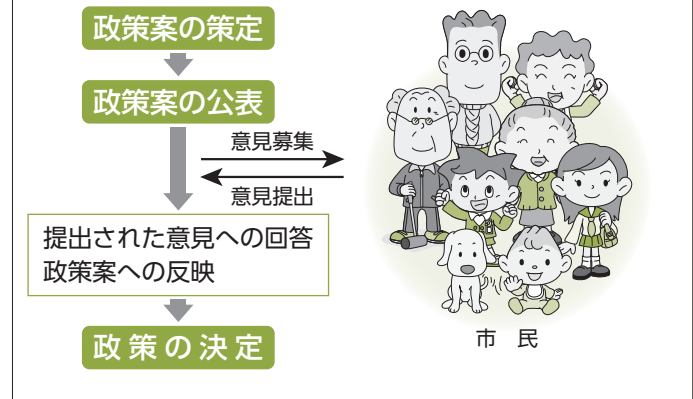 政策案の策定
政策案の公表
意見募集
意見提出
提出された意見への回答
政策案への反映
政策の決定
市民